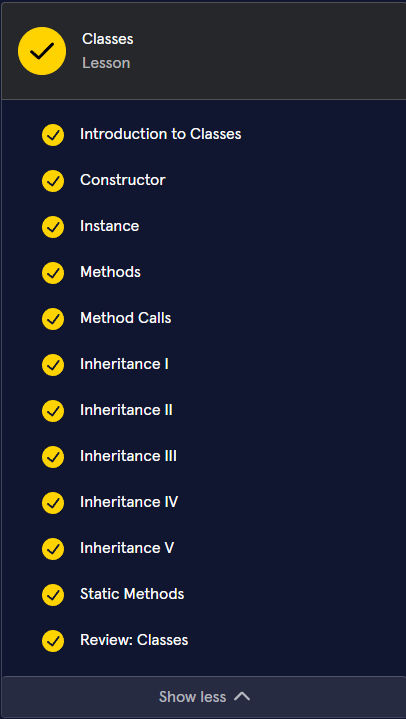 Classes
Lesson
Introduction to Classes
Constructor
Instance
Methods
Method Calls
Inheritance I
Inheritance II
Inheritance III
Inheritance IV
Inheritance V
Static Methods
Review: Classes
Show less